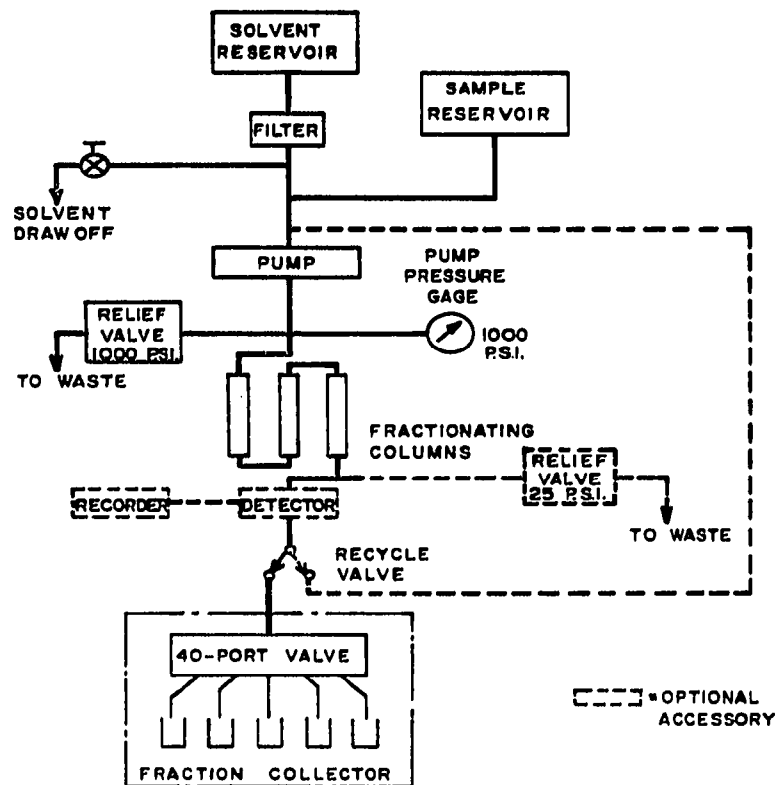 SOLVENT
RESERVOIR
SAMPLE
RESERVOIR
FILTER
SOLVENT
DRAW OFF
PUMP
PUMP
PRESSURE
GAGE
RELIEF
VALVE
1000 PSI.
1000
P.S.I.
TO WASTE
FRACTIONATING
COLUMNS
RELIEF
VALVE
25 P.S.I.
RECORDER
DETECTOR
TO WASTE
RECYCLE
VALVE
40-PORT VALVE
= OPTIONAL
ACCESSORY
FRACTION COLLECTOR